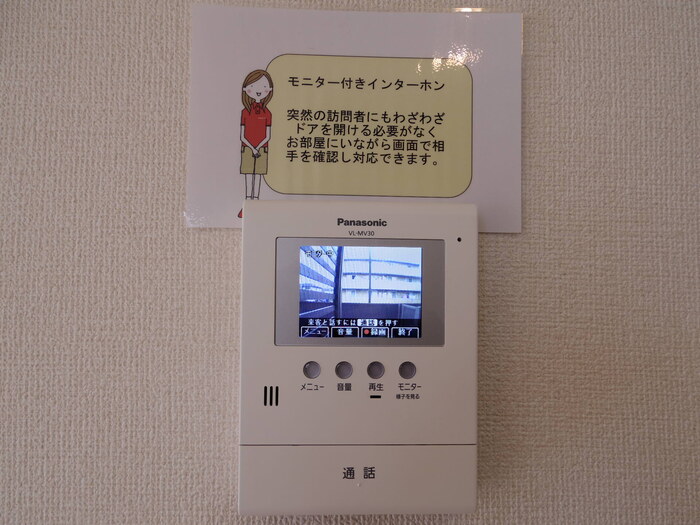 モニター付きインターホン
突然の訪問者にもわざわざ
ドアを開ける必要がなく
お部屋にいながら画面で相
手を確認し対応できます。
Panasonic
VL-MV30
来客と話すには 通話 を押す
メニュー 音量 ●録画 終了
メニュー 音量 再生 モニター
様子を見る
通話